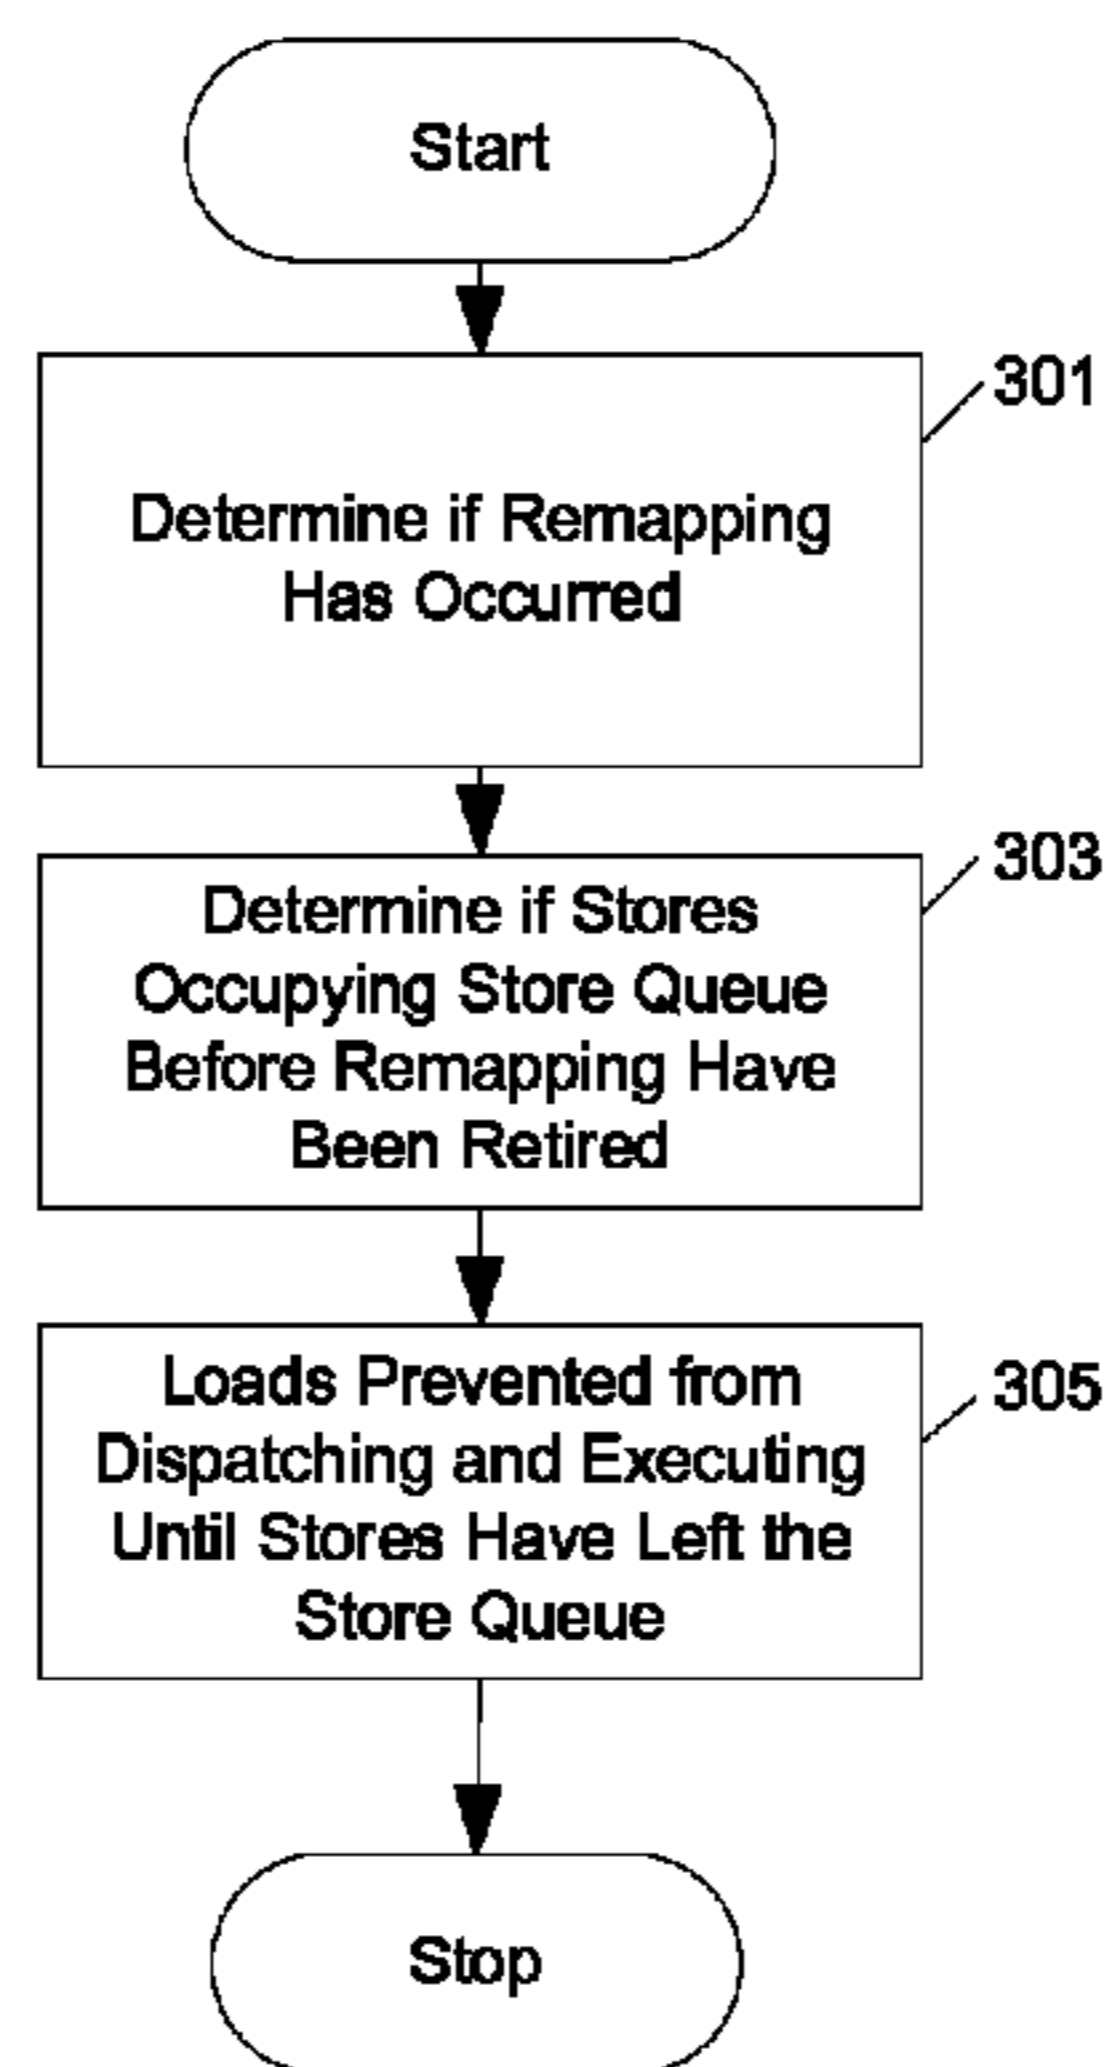 Start
301
Determine if Remapping
Has Occurred
303
Determine if Stores
Occupying Store Queue
Before Remapping Have
Been Retired
305
Loads Prevented from
Dispatching and Executing
Until Stores Have Left the
Store Queue
Stop